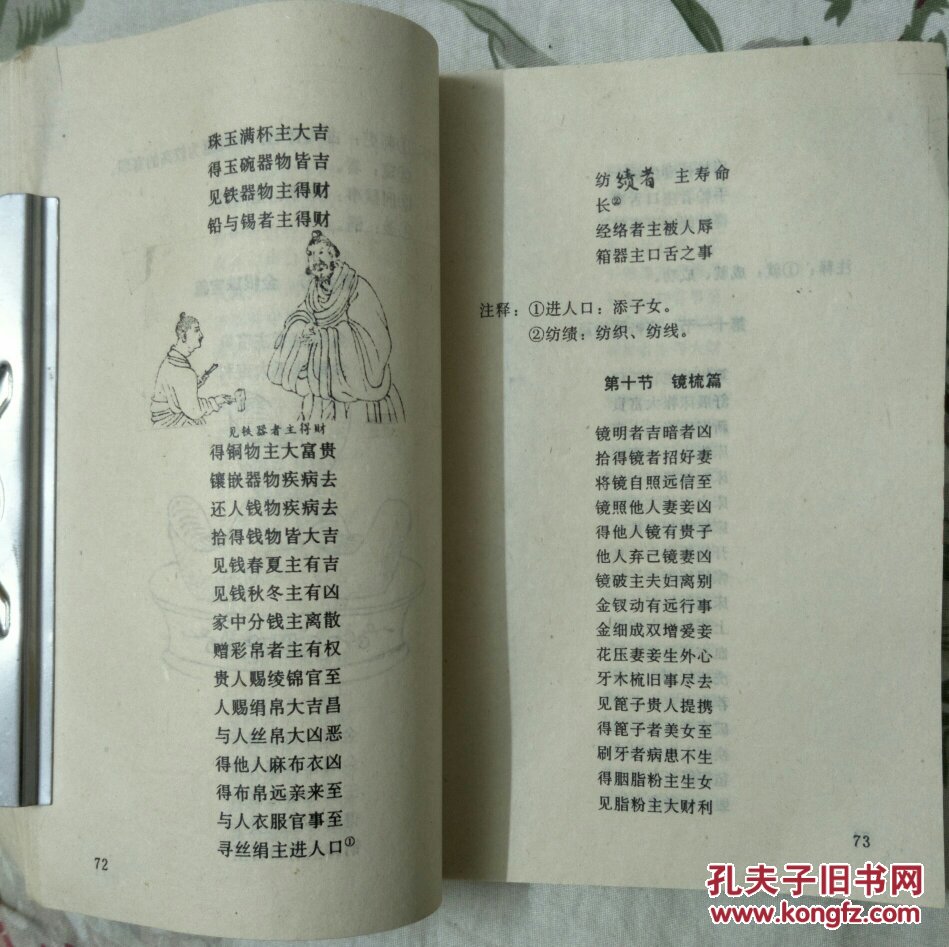 珠玉满杯主大吉
得玉碗器物皆吉
见铁器物主得财
铅与锡者主得财
见铁器者主得财
得铜物主大富贵
镶嵌器物疾病去
还人钱物疾病去
拾得钱物皆大吉
见钱春夏主有吉
见钱秋冬主有凶
家中分钱主离散
赠彩帛者主有权
贵人赐绫锦官至
人赐绢帛大吉昌
与人丝帛大凶恶
得他人麻布衣凶
得布帛远亲来至
与人衣服官事至
寻丝绢主进人口①
72
纺绩者 主寿命
长②
经络者主被人辱
箱器主口舌之事
注释：①进人口：添子女。
②纺绩：纺织、纺线。
第十节 镜梳篇
镜明者吉暗者凶
拾得镜者招好妻
将镜自照远信至
镜照他人妻妾凶
得他人镜有贵子
他人弃己镜妻凶
镜破主夫妇离别
金钗动有远行事
金细成双增爱妾
花压妻妾生外心
牙木梳旧事尽去
见篦子贵人提携
得篦子者美女至
刷牙者病患不生
得胭脂粉主生女
见脂粉主大财利
73
孔夫子旧书网
www.kongfz.com